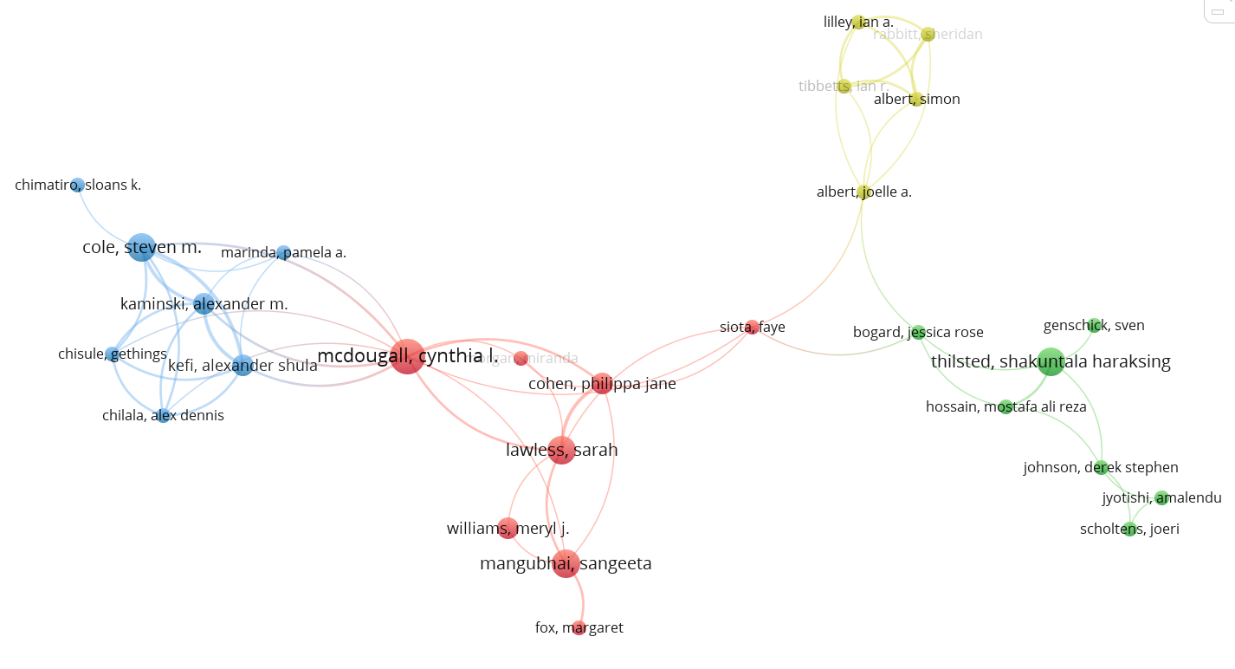 lilley, ian a.
rabbitt, sheridan
tibbetts, ian r.
albert, simon
chimatiro, sloans k.
albert, joelle a.
cole, steven m.
marinda, pamela a.
kaminski, alexander m.
siota, faye
bogard, jessica rose
genschick, sven
chisule, gethings
kefi, alexander shula
mcdougall, cynthia l.
miranda
thilsted, shakuntala haraksing
cohen, philippa jane
hossain, mostafa ali reza
chilala, alex dennis
lawless, sarah
johnson, derek stephen
jyotishi, amalendu
williams, meryl j.
scholtens, joeri
mangubhai, sangeeta
fox, margaret